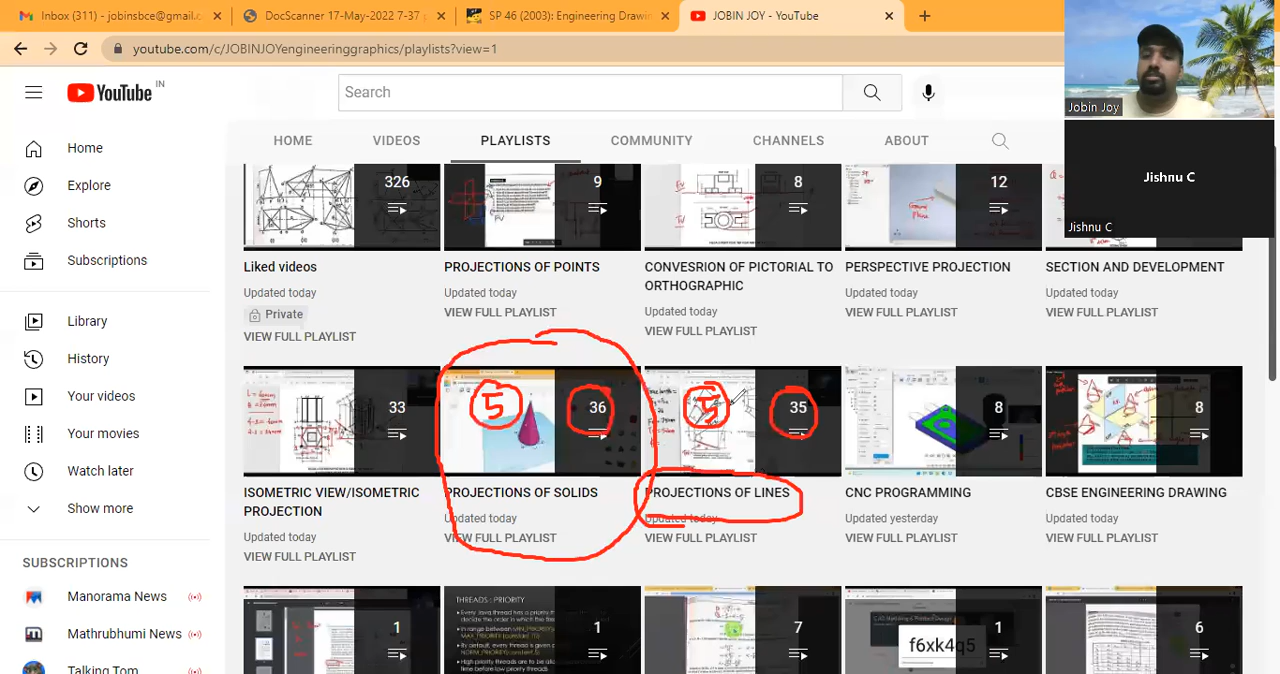 Inbox (311) - jobinsbce@gmail.c
DocScanner 17-May-2022 7-37 p
SP 46 (2003): Engineering Drawin
JOBIN JOY - YouTube
youtube.com/c/JOBINJOYengineeringgraphics/playlists?view=1
YouTube IN
Search
Jobin Joy
HOME VIDEOS PLAYLISTS COMMUNITY CHANNELS ABOUT
Jishnu C
Jishnu C
Home
Explore
Shorts
Subscriptions
Library
History
Your videos
Your movies
Watch later
Show more
SUBSCRIPTIONS
Manorama News
Mathrubhumi News
Talking Tom
326
Liked videos
Updated today
Private
VIEW FULL PLAYLIST
9
PROJECTIONS OF POINTS
Updated today
VIEW FULL PLAYLIST
8
CONVESRION OF PICTORIAL TO
ORTHOGRAPHIC
Updated today
VIEW FULL PLAYLIST
12
PERSPECTIVE PROJECTION
Updated today
VIEW FULL PLAYLIST
SECTION AND DEVELOPMENT
Updated today
VIEW FULL PLAYLIST
33
ISOMETRIC VIEW/ISOMETRIC
PROJECTION
Updated today
VIEW FULL PLAYLIST
5
36
PROJECTIONS OF SOLIDS
Updated today
VIEW FULL PLAYLIST
5
35
PROJECTIONS OF LINES
Updated today
VIEW FULL PLAYLIST
8
CNC PROGRAMMING
Updated yesterday
VIEW FULL PLAYLIST
8
CBSE ENGINEERING DRAWING
Updated today
VIEW FULL PLAYLIST
1
THREADS : PRIORITY
1
7
1
f6xk4q5
6